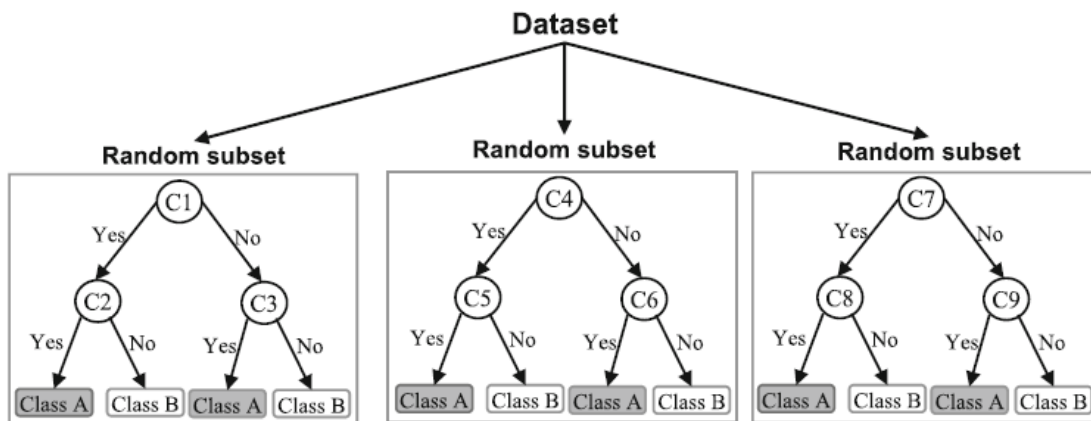 Dataset
Random subset Random subset Random subset
C1 C4 C7
Yes No Yes No Yes No
C2 C3 C5 C6 C8 C9
Yes No Yes No Yes No Yes No Yes No Yes No
Class A Class B Class A Class B Class A Class B Class A Class B Class A Class B Class A Class B